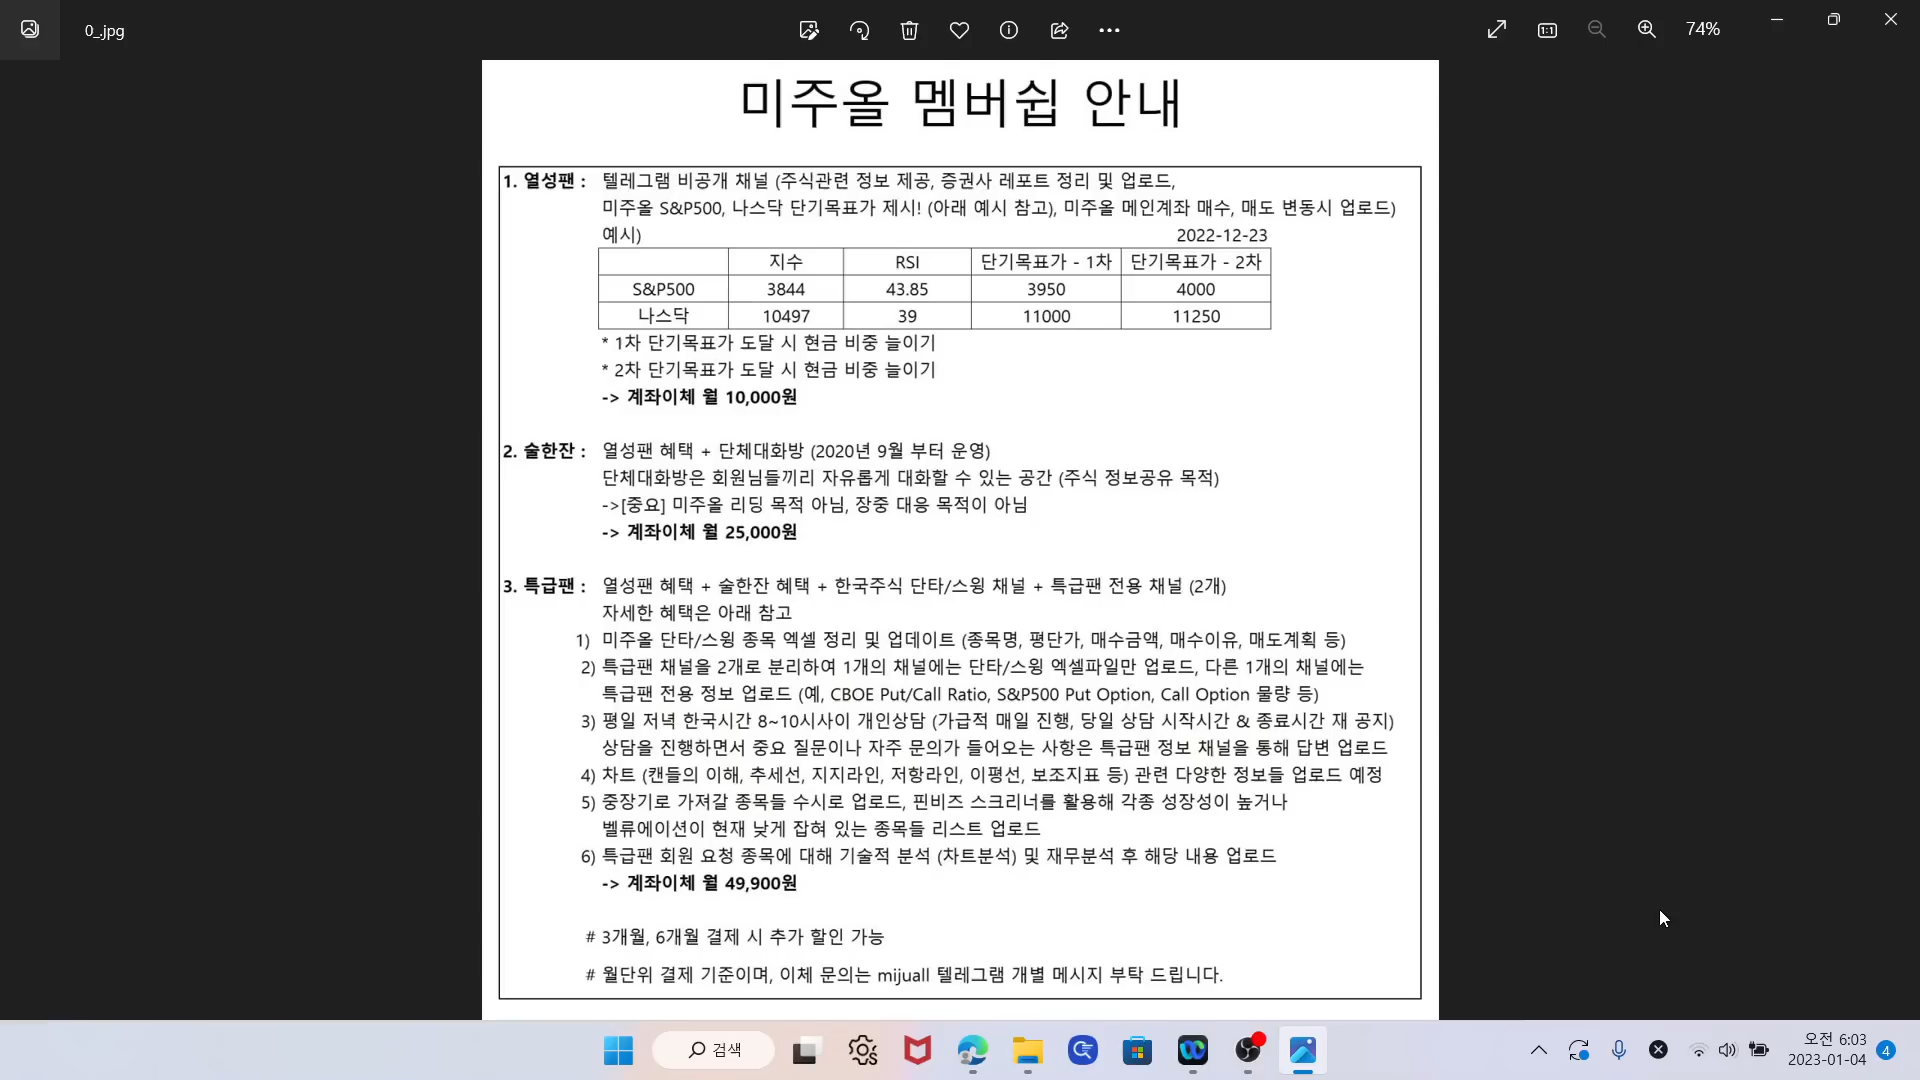 0_.jpg
74%
미주올 멤버쉽 안내
1. 열성팬 : 텔레그램 비공개 채널 (주식관련 정보 제공, 증권사 레포트 정리 및 업로드,
미주올 S&P500, 나스닥 단기목표가 제시! (아래 예시 참고), 미주올 메인계좌 매수, 매도 변동시 업로드)
예시) 2022-12-23
지수 RSI 단기목표가 - 1차 단기목표가 - 2차
S&P500 3844 43.85 3950 4000
나스닥 10497 39 11000 11250
* 1차 단기목표가 도달 시 현금 비중 늘이기
* 2차 단기목표가 도달 시 현금 비중 늘이기
-> 계좌이체 월 10,000원
2. 술한잔 : 열성팬 혜택 + 단체대화방 (2020년 9월 부터 운영)
단체대화방은 회원님들끼리 자유롭게 대화할 수 있는 공간 (주식 정보공유 목적)
->[중요] 미주올 리딩 목적 아님, 장중 대응 목적이 아님
-> 계좌이체 월 25,000원
3. 특급팬 : 열성팬 혜택 + 술한잔 혜택 + 한국주식 단타/스윙 채널 + 특급팬 전용 채널 (2개)
자세한 혜택은 아래 참고
1) 미주올 단타/스윙 종목 엑셀 정리 및 업데이트 (종목명, 평단가, 매수금액, 매수이유, 매도계획 등)
2) 특급팬 채널을 2개로 분리하여 1개의 채널에는 단타/스윙 엑셀파일만 업로드, 다른 1개의 채널에는
특급팬 전용 정보 업로드 (예, CBOE Put/Call Ratio, S&P500 Put Option, Call Option 물량 등)
3) 평일 저녁 한국시간 8~10시사이 개인상담 (가급적 매일 진행, 당일 상담 시작시간 & 종료시간 재 공지)
상담을 진행하면서 중요 질문이나 자주 문의가 들어오는 사항은 특급팬 정보 채널을 통해 답변 업로드
4) 차트 (캔들의 이해, 추세선, 지지라인, 저항라인, 이평선, 보조지표 등) 관련 다양한 정보들 업로드 예정
5) 중장기로 가져갈 종목들 수시로 업로드, 핀비즈 스크리너를 활용해 각종 성장성이 높거나
벨류에이션이 현재 낮게 잡혀 있는 종목들 리스트 업로드
6) 특급팬 회원 요청 종목에 대해 기술적 분석 (차트분석) 및 재무분석 후 해당 내용 업로드
-> 계좌이체 월 49,900원
# 3개월, 6개월 결제 시 추가 할인 가능
# 월단위 결제 기준이며, 이체 문의는 mijuall 텔레그램 개별 메시지 부탁 드립니다.
검색
오전 6:03
2023-01-04
4